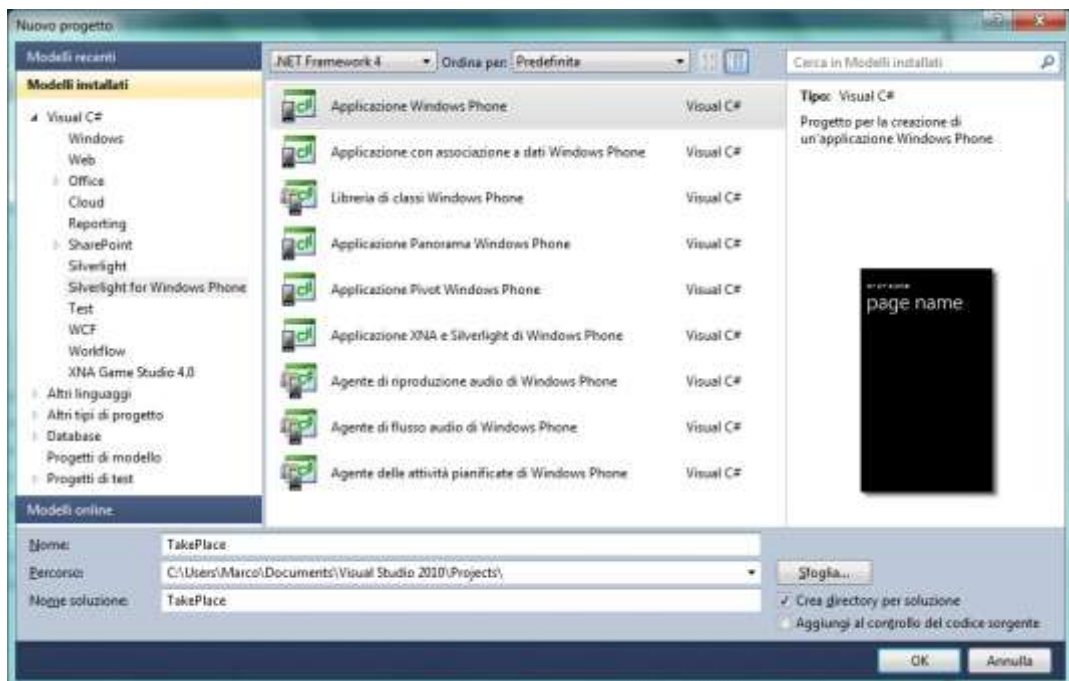 Nuovo progetto
Modelli recenti
Modelli installati
Visual C#
Windows
Web
Office
Cloud
Reporting
SharePoint
Silverlight
Silverlight for Windows Phone
Test
WCF
Workflow
XNA Game Studio 4.0
Altri linguaggi
Altri tipi di progetto
Database
Progetti di modello
Progetti di test
Modelli online
.NET Framework 4 Ordina per: Predefinita
Applicazione Windows Phone Visual C#
Applicazione con associazione a dati Windows Phone Visual C#
Libreria di classi Windows Phone Visual C#
Applicazione Panorama Windows Phone Visual C#
Applicazione Pivot Windows Phone Visual C#
Applicazione XNA e Silverlight di Windows Phone Visual C#
Agente di riproduzione audio di Windows Phone Visual C#
Agente di flusso audio di Windows Phone Visual C#
Agente delle attività pianificate di Windows Phone Visual C#
Cerca in Modelli installati
Tipo: Visual C#
Progetto per la creazione di
un'applicazione Windows Phone
page name
Nome: TakePlace
Percorso: C:\Users\Marco\Documents\Visual Studio 2010\Projects\
Nome soluzione: TakePlace
Sfoglia...
Crea directory per soluzione
Aggiungi al controllo del codice sorgente
OK Annulla